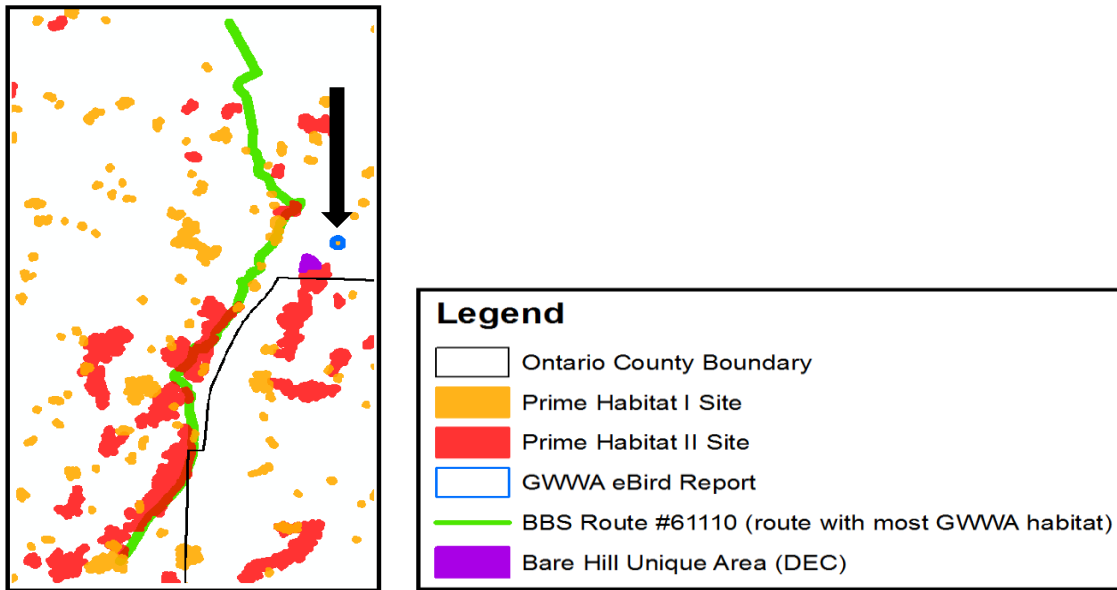 Legend
Ontario County Boundary
Prime Habitat I Site
Prime Habitat II Site
GWWA eBird Report
BBS Route #61110 (route with most GWWA habitat)
Bare Hill Unique Area (DEC)